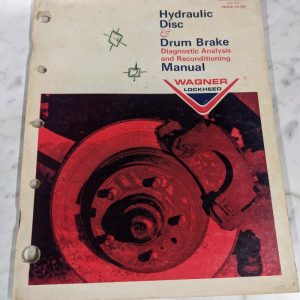 Hydraulic
Disc
&
Drum Brake
Diagnostic Analysis
and Reconditioning
Manual
WAGNER
LOCKHEED